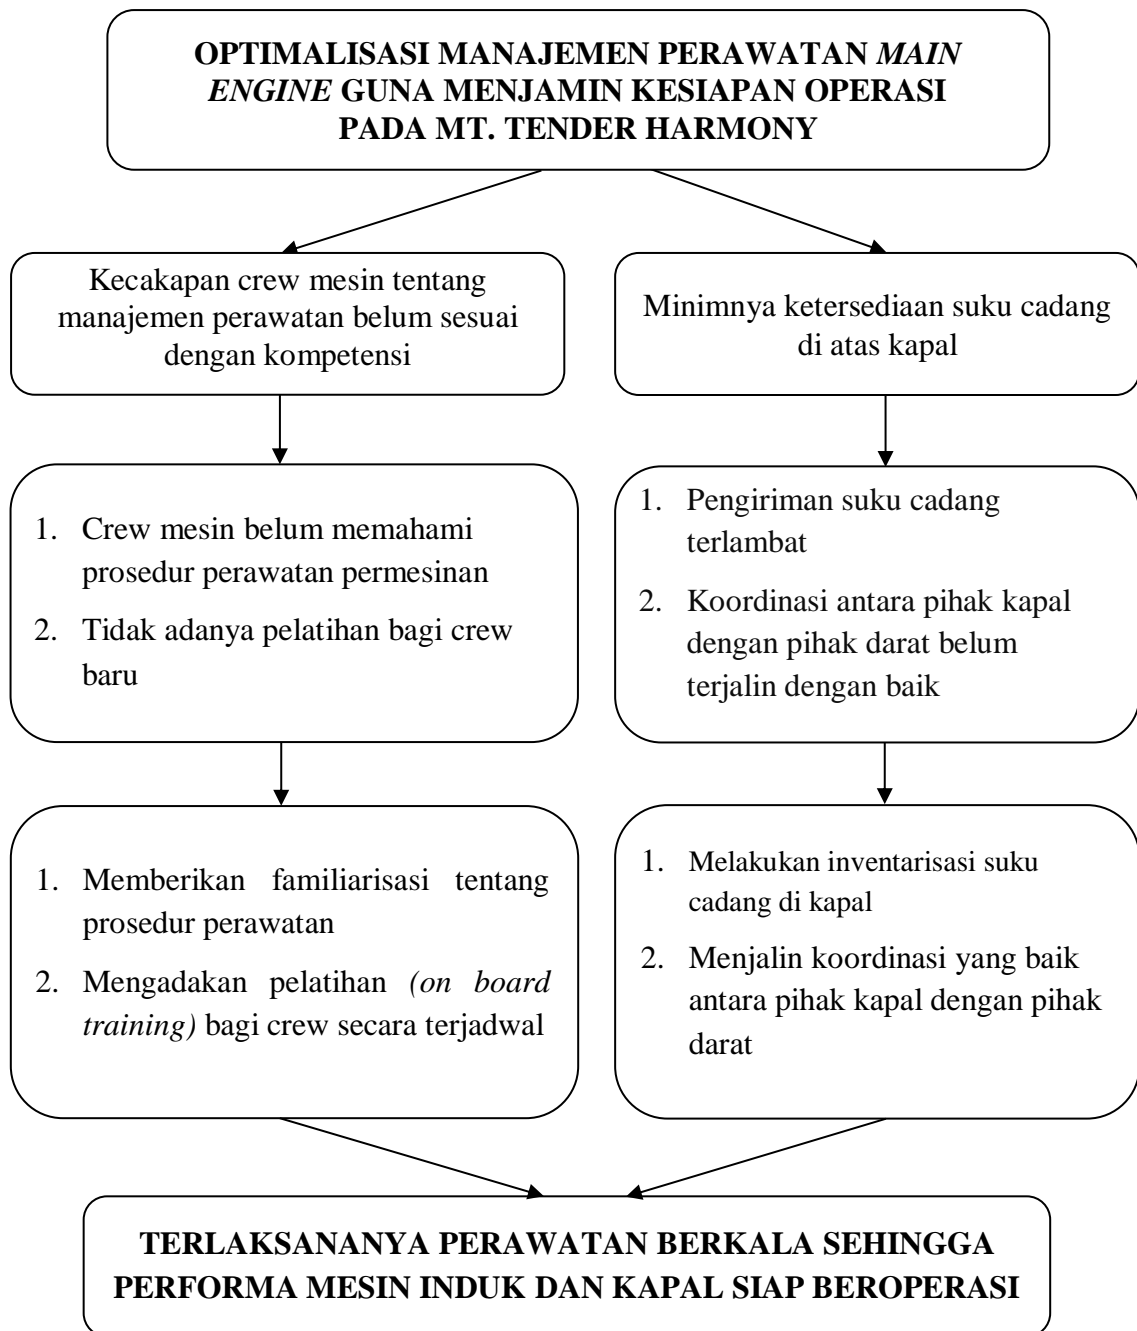 OPTIMALISASI MANAJEMEN PERAWATAN MAIN
ENGINE GUNA MENJAMIN KESIAPAN OPERASI
PADA MT. TENDER HARMONY
Kecakapan crew mesin tentang
manajemen perawatan belum sesuai
dengan kompetensi
Minimnya ketersediaan suku cadang
di atas kapal
1. Crew mesin belum memahami
prosedur perawatan permesinan
2. Tidak adanya pelatihan bagi crew
baru
1. Pengiriman suku cadang
terlambat
2. Koordinasi antara pihak kapal
dengan pihak darat belum
terjalin dengan baik
1. Memberikan familiarisasi tentang
prosedur perawatan
2. Mengadakan pelatihan (on board
training) bagi crew secara terjadwal
1. Melakukan inventarisasi suku
cadang di kapal
2. Menjalin koordinasi yang baik
antara pihak kapal dengan pihak
darat
TERLAKSANANYA PERAWATAN BERKALA SEHINGGA
PERFORMA MESIN INDUK DAN KAPAL SIAP BEROPERASI